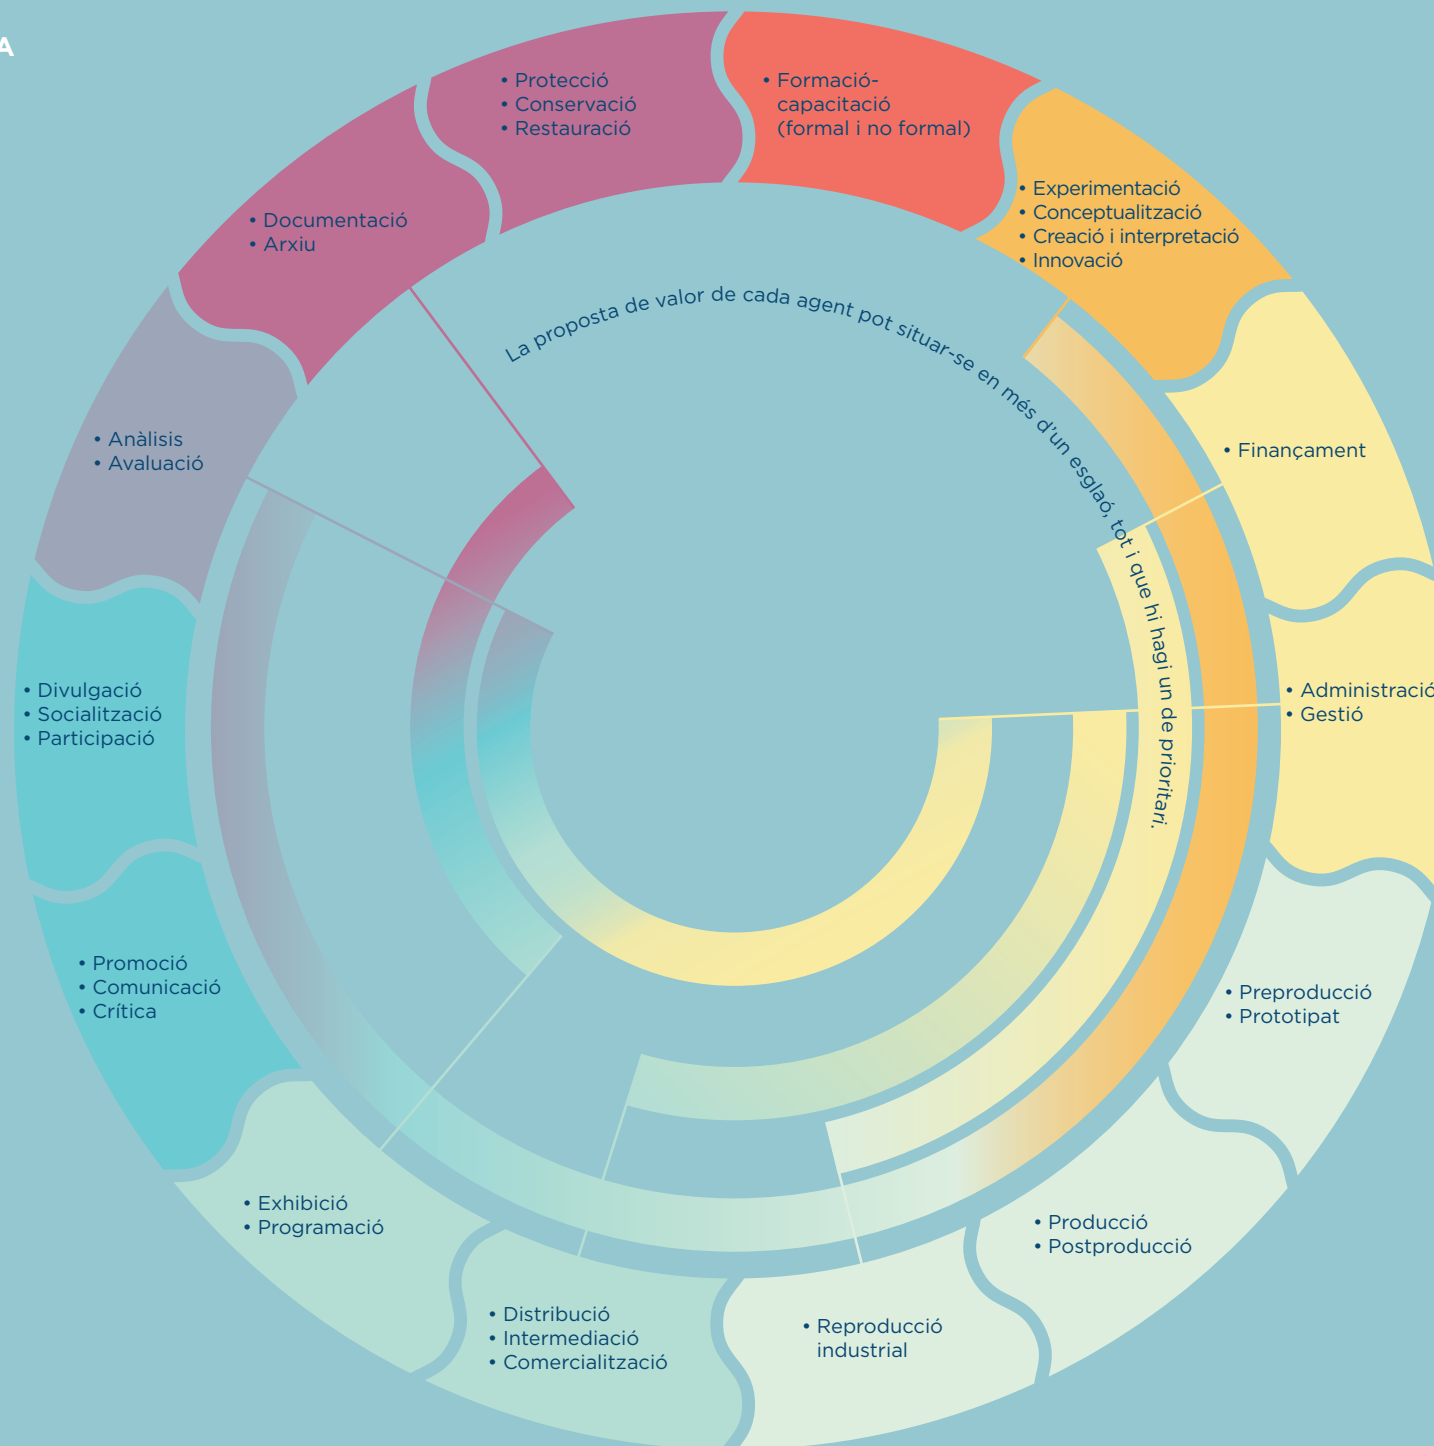 A
• Protecció
• Conservació
• Restauració
• Formació-
capacitació
(formal i no formal)
• Experimentació
• Conceptualització
• Creació i interpretació
• Innovació
• Finançament
• Administració
• Gestió
• Preproducció
• Prototipat
• Producció
• Postproducció
• Reproducció
industrial
• Distribució
• Intermediació
• Comercialització
• Exhibició
• Programació
• Promoció
• Comunicació
• Crítica
• Divulgació
• Socialització
• Participació
• Anàlisis
• Avaluació
• Documentació
• Arxiu
La proposta de valor de cada agent pot situar-se en més d'un esglaó, tot i que hi hagi un de prioritari.